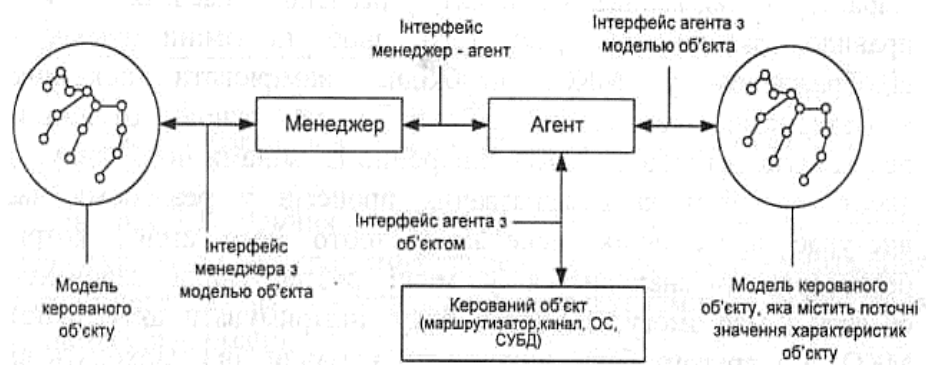 Інтерфейс
менеджер - агент
Інтерфейс агента з
моделью об'єкта
Менеджер
Агент
Інтерфейс агента з
об'єктом
Інтерфейс
менеджера з
моделью об'єкта
Модель
керованого
об'єкту
Керований об'єкт
(маршрутизатор,канал, ОС,
СУБД)
Модель керованого
об'єкту, яка містить поточні
значення характеристик
об'єкту